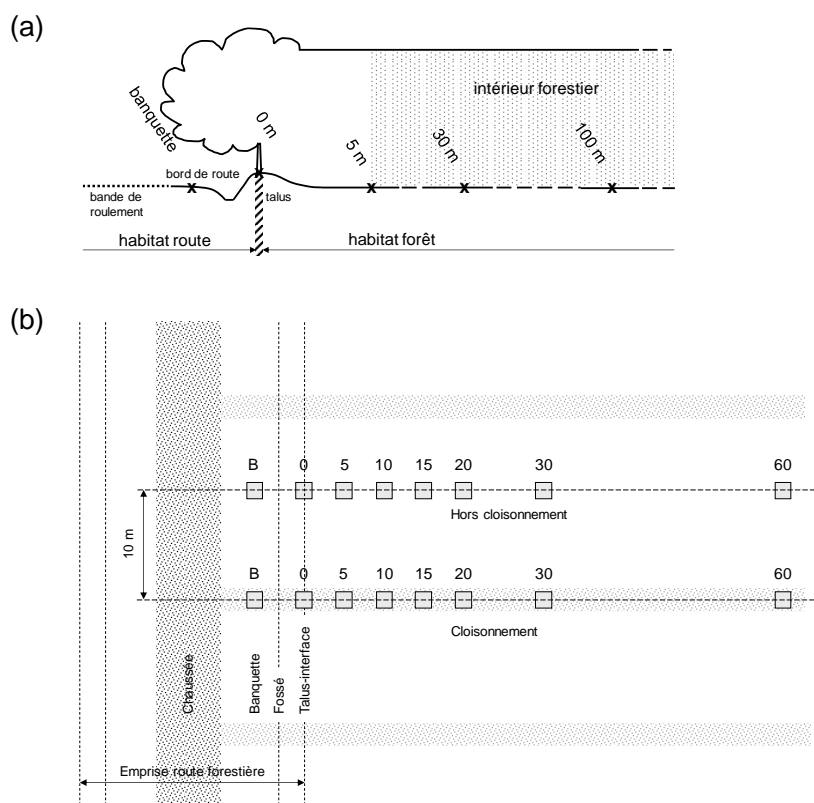 (a)
banquette
0 m
5 m
30 m
100 m
intérieur forestier
bord de route
talus
bande de
roulement
habitat route
habitat forêt
(b)
B 0 5 10 15 20 30 60
Hors cloisonnement
10 m
B 0 5 10 15 20 30 60
Cloisonnement
Chaussée
Banquette
Fossé
Talus-interface
Emprise route forestière